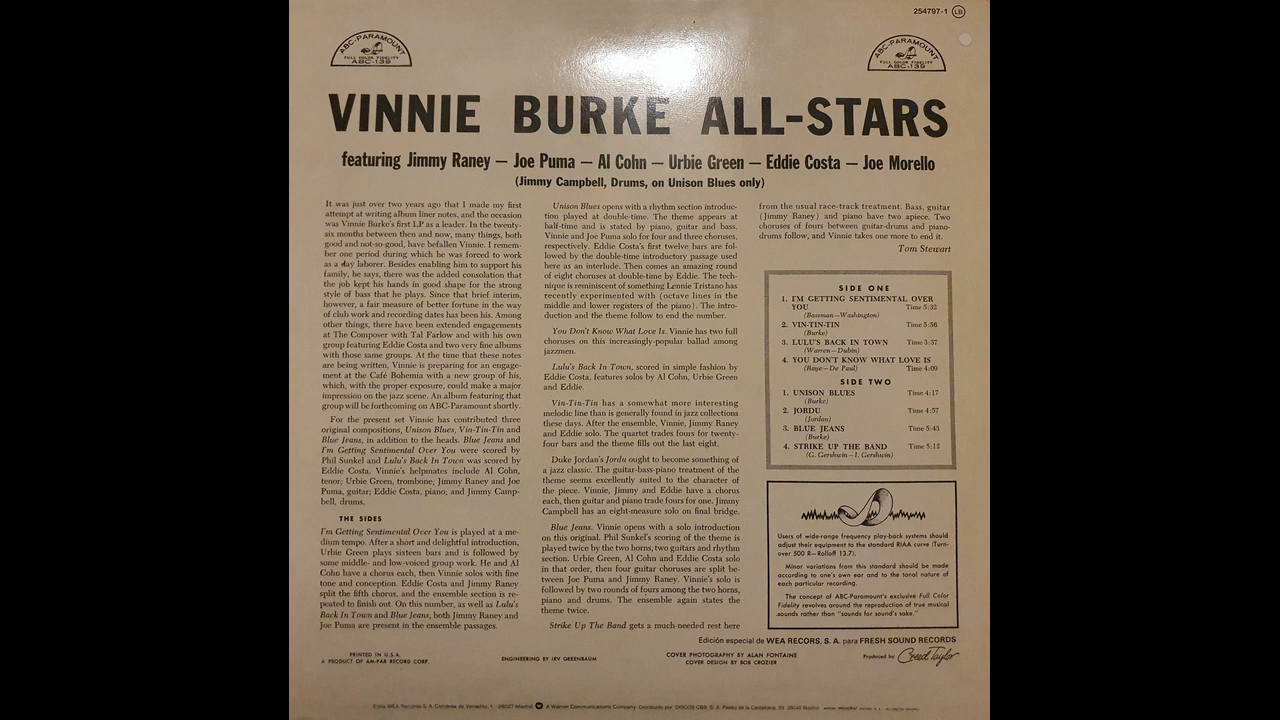 254797-1 LB
ABC-PARAMOUNT
FULL COLOR FIDELITY
ABC-139
ABC-PARAMOUNT
FULL COLOR FIDELITY
ABC-139
VINNIE BURKE ALL-STARS
featuring Jimmy Raney — Joe Puma — Al Cohn — Urbie Green — Eddie Costa — Joe Morello
(Jimmy Campbell, Drums, on Unison Blues only)
It was just over two years ago that I made my first
attempt at writing album liner notes, and the occasion
was Vinnie Burke's first LP as a leader. In the twenty-
six months between then and now, many things, both
good and not-so-good, have befallen Vinnie. I remem-
ber one period during which he was forced to work
as a day laborer. Besides enabling him to support his
family, he says, there was the added consolation that
the job kept his hands in good shape for the strong
style of bass that he plays. Since that brief interim,
however, a fair measure of better fortune in the way
of club work and recording dates has been his. Among
other things, there have been extended engagements
at The Composer with Tal Farlow and with his own
group featuring Eddie Costa and two very fine albums
with those same groups. At the time that these notes
are being written, Vinnie is preparing for an engage-
ment at the Café Bohemia with a new group of his,
which, with the proper exposure, could make a major
impression on the jazz scene. An album featuring that
group will be forthcoming on ABC-Paramount shortly.
For the present set Vinnie has contributed three
original compositions, Unison Blues, Vin-Tin-Tin and
Blue Jeans, in addition to the heads. Blue Jeans and
I'm Getting Sentimental Over You were scored by
Phil Sunkel and Lulu's Back In Town was scored by
Eddie Costa. Vinnie's helpmates include Al Cohn,
tenor; Urbie Green, trombone; Jimmy Raney and Joe
Puma, guitar; Eddie Costa, piano; and Jimmy Camp-
bell, drums.
THE SIDES
I'm Getting Sentimental Over You is played at a me-
dium tempo. After a short and delightful introduction,
Urbie Green plays sixteen bars and is followed by
some middle- and low-voiced group work. He and Al
Cohn have a chorus each, then Vinnie solos with fine
tone and conception. Eddie Costa and Jimmy Raney
split the fifth chorus, and the ensemble section is re-
peated to finish out. On this number, as well as Lulu's
Back In Town and Blue Jeans, both Jimmy Raney and
Joe Puma are present in the ensemble passages.
Unison Blues opens with a rhythm section introduc-
tion played at double-time. The theme appears at
half-time and is stated by piano, guitar and bass.
Vinnie and Joe Puma solo for four and three choruses,
respectively. Eddie Costa's first twelve bars are fol-
lowed by the double-time introductory passage used
here as an interlude. Then comes an amazing round
of eight choruses at double-time by Eddie. The tech-
nique is reminiscent of something Lennie Tristano has
recently experimented with (octave lines in the
middle and lower registers of the piano). The intro-
duction and the theme follow to end the number.
You Don't Know What Love Is. Vinnie has two full
choruses on this increasingly-popular ballad among
jazzmen.
Lulu's Back In Town, scored in simple fashion by
Eddie Costa, features solos by Al Cohn, Urbie Green
and Eddie.
Vin-Tin-Tin has a somewhat more interesting
melodic line than is generally found in jazz collections
these days. After the ensemble, Vinnie, Jimmy Raney
and Eddie solo. The quartet trades fours for twenty-
four bars and the theme fills out the last eight.
Duke Jordan's Jordu ought to become something of
a jazz classic. The guitar-bass-piano treatment of the
theme seems excellently suited to the character of
the piece. Vinnie, Jimmy and Eddie have a chorus
each, then guitar and piano trade fours for one. Jimmy
Campbell has an eight-measure solo on final bridge.
Blue Jeans. Vinnie opens with a solo introduction
on this original. Phil Sunkel's scoring of the theme is
played twice by the two horns, two guitars and rhythm
section. Urbie Green, Al Cohn and Eddie Costa solo
in that order, then four guitar choruses are split be-
tween Joe Puma and Jimmy Raney. Vinnie's solo is
followed by two rounds of fours among the two horns,
piano and drums. The ensemble again states the
theme twice.
Strike Up The Band gets a much-needed rest here
from the usual race-track treatment. Bass, guitar
(Jimmy Raney) and piano have two apiece. Two
choruses of fours between guitar-drums and piano-
drums follow, and Vinnie takes one more to end it.
Tom Stewart
SIDE ONE
1. I'M GETTING SENTIMENTAL OVER
YOU Time 5:32
(Bassman—Washington)
2. VIN-TIN-TIN Time 5:56
(Burke)
3. LULU'S BACK IN TOWN Time 3:37
(Warren—Dubin)
4. YOU DON'T KNOW WHAT LOVE IS
(Raye—De Paul) Time 4:09
SIDE TWO
1. UNISON BLUES Time 4:17
(Burke)
2. JORDU Time 4:57
(Jordan)
3. BLUE JEANS Time 5:43
(Burke)
4. STRIKE UP THE BAND Time 5:12
(G. Gershwin—I. Gershwin)
Users of wide-range frequency play-back systems should
adjust their equipment to the standard RIAA curve (Turn-
over 500 R—Rolloff 13.7).
Minor variations from this standard should be made
according to one's own ear and to the tonal nature of
each particular recording.
The concept of ABC-Paramount's exclusive Full Color
Fidelity revolves around the reproduction of true musical
sounds rather than "sounds for sound's sake."
Edición especial de WEA RECORS, S. A. para FRESH SOUND RECORDS
PRINTED IN U.S.A.
A PRODUCT OF AM-PAR RECORD CORP.
ENGINEERING BY IRV GREENBAUM
COVER PHOTOGRAPHY BY ALAN FONTAINE
COVER DESIGN BY BOB CROZIER
Produced by Creed Taylor
A Warner Communications Company